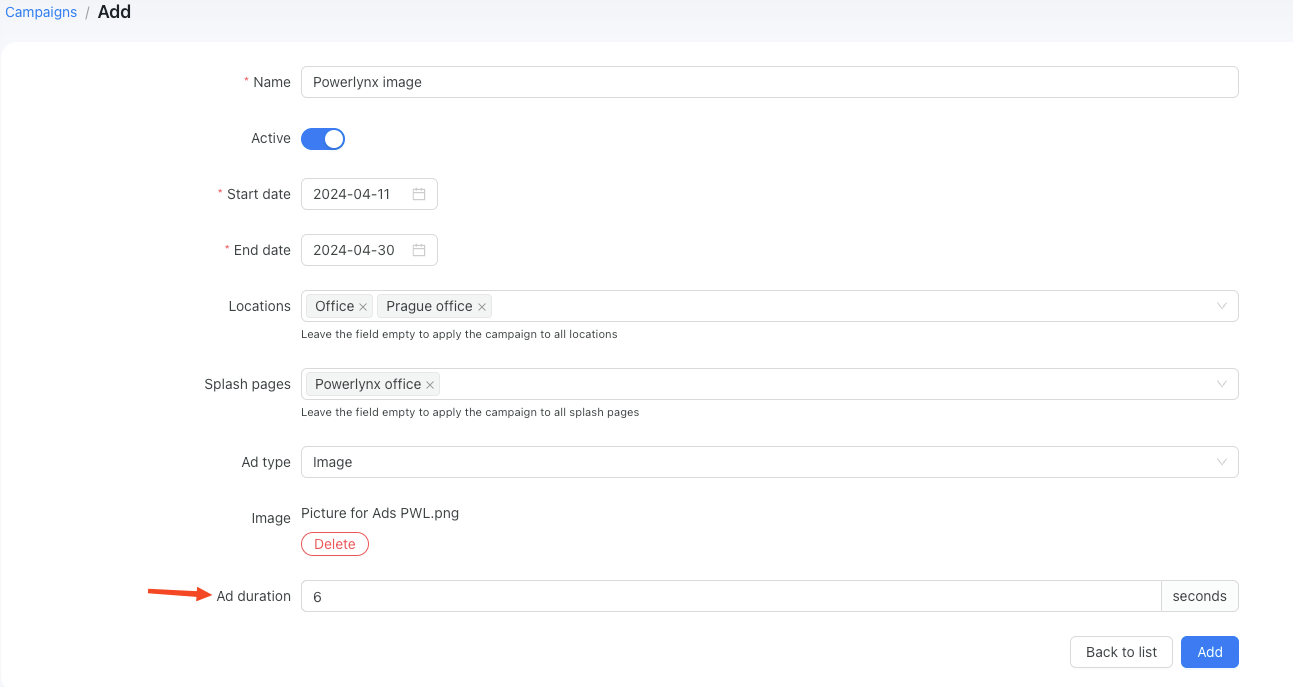 Campaigns / Add
* Name Powerlynx image
Active
* Start date 2024-04-11
* End date 2024-04-30
Locations Office × Prague office ×
Leave the field empty to apply the campaign to all locations
Splash pages Powerlynx office ×
Leave the field empty to apply the campaign to all splash pages
Ad type Image
Image Picture for Ads PWL.png
Delete
Ad duration 6 seconds
Back to list Add